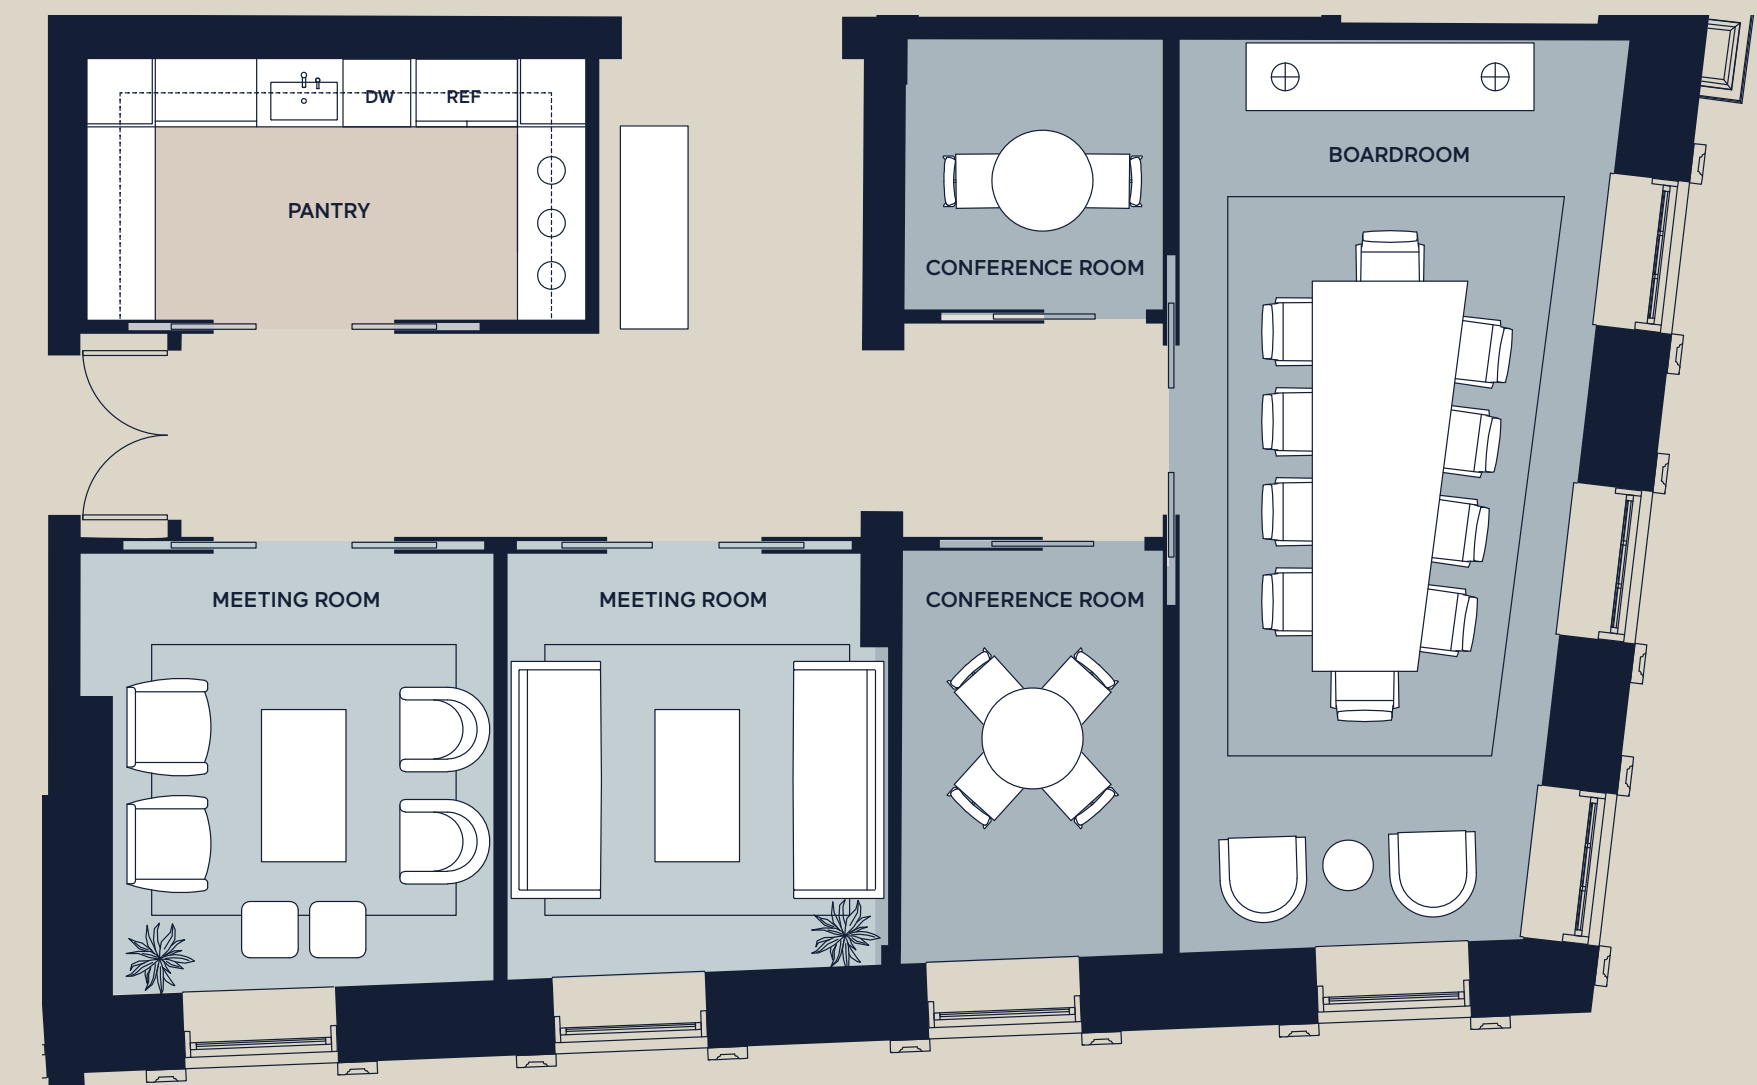 DW
REF
PANTRY
BOARDROOM
CONFERENCE ROOM
MEETING ROOM
MEETING ROOM
CONFERENCE ROOM